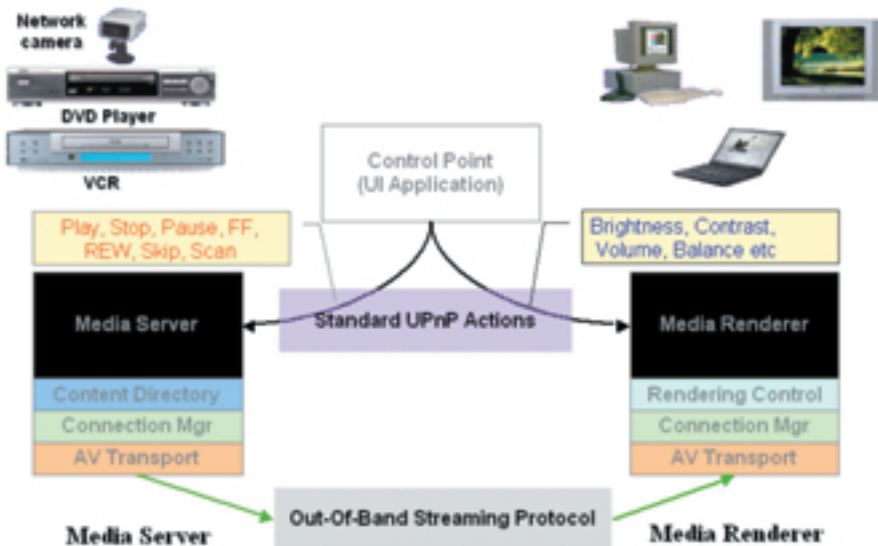 Network
camera
DVD Player
VCR
Control Point
(UI Application)
Play, Stop, Pause, FF,
REW, Skip, Scan
Brightness, Contrast,
Volume, Balance etc
Media Server
Standard UPnP Actions
Media Renderer
Content Directory
Connection Mgr
AV Transport
Rendering Control
Connection Mgr
AV Transport
Out-Of-Band Streaming Protocol
Media Server
Media Renderer